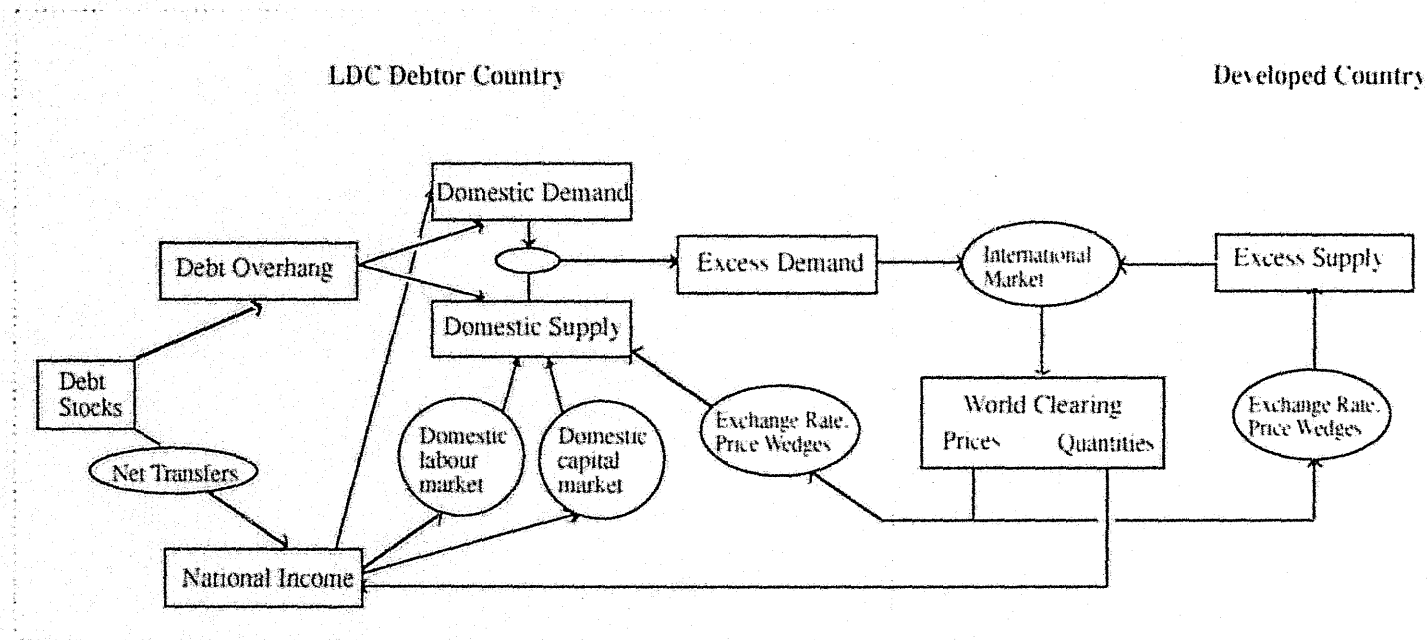 LDC Debtor Country
Developed Country
Domestic Demand
Debt Overhang
Excess Demand
International
Market
Excess Supply
Domestic Supply
Debt
Stocks
Net Transfers
Domestic
labour
market
Domestic
capital
market
Exchange Rate.
Price Wedges
World Clearing
Prices Quantities
Exchange Rate.
Price Wedges
National Income